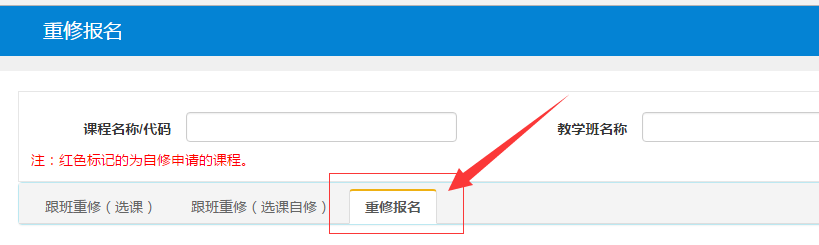 重修报名
课程名称/代码 教学班名称
注：红色标记的为自修申请的课程。
跟班重修（选课） 跟班重修（选课自修） 重修报名